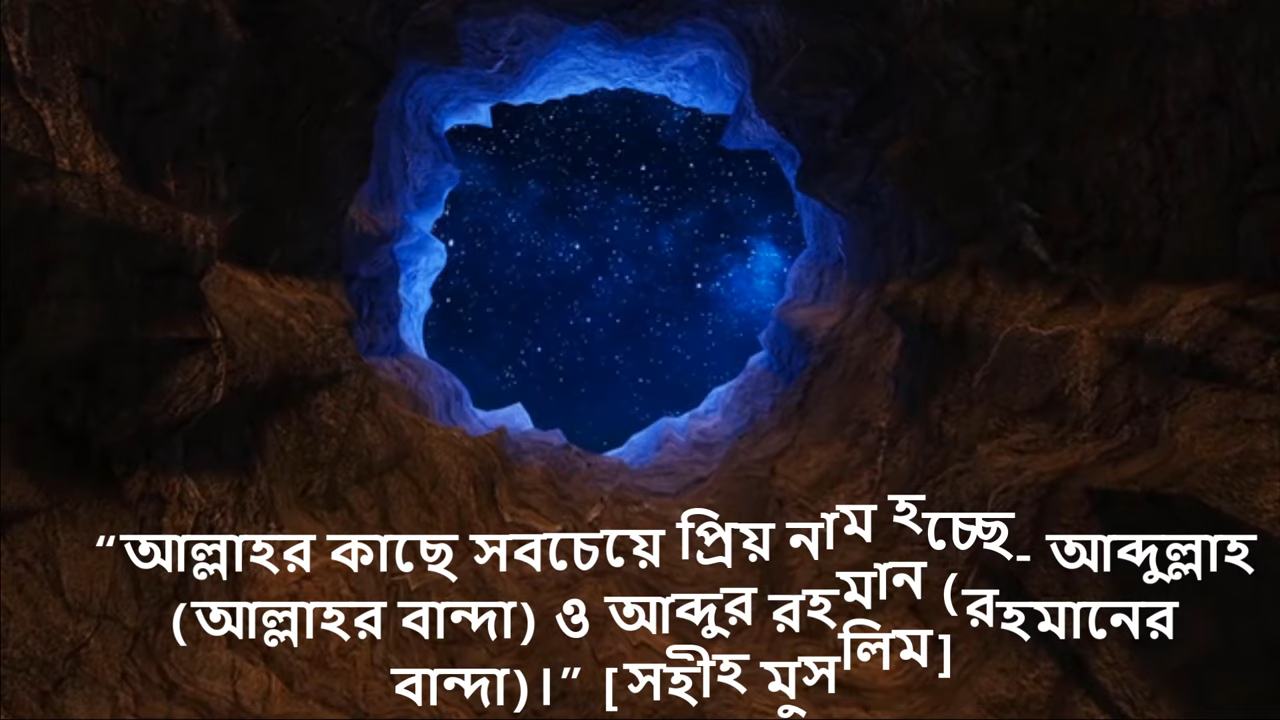 “আল্লাহর কাছে সবচেয়ে প্রিয় নাম হচ্ছে- আব্দুল্লাহ
(আল্লাহর বান্দা) ও আব্দুর রহমান (রহমানের
বান্দা)।” [সহীহ মুসলিম]